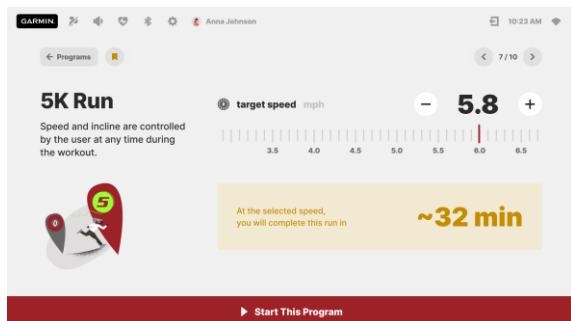 GARMIN
Anna Johnson
10:23 AM
← Programs
7/10
5K Run
Speed and incline are controlled
by the user at any time during
the workout.
target speed mph
5.8
3.5 4.0 4.5 5.0 5.5 6.0 6.5
5
At the selected speed,
you will complete this run in
~32 min
Start This Program